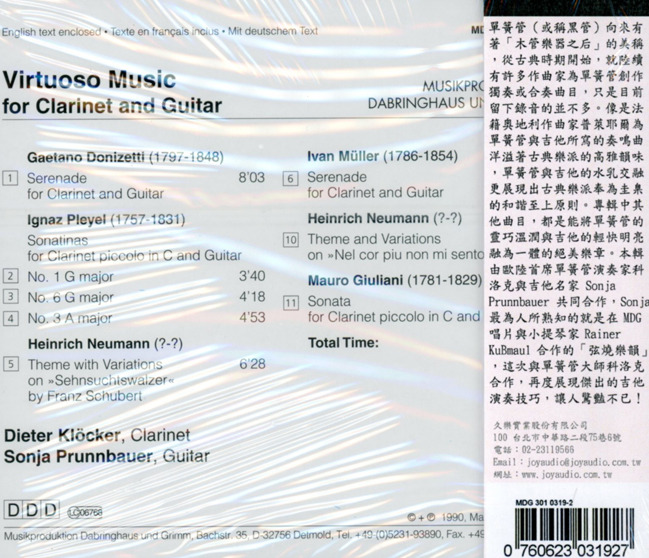 English text enclosed • Texte en français inclus • Mit deutschem Text
Virtuoso Music
for Clarinet and Guitar
MUSIKPRO
DABRINGHAUS UN
Gaetano Donizetti (1797-1848)
1 Serenade 8'03
for Clarinet and Guitar
Ignaz Pleyel (1757-1831)
Sonatinas
for Clarinet piccolo in C and Guitar
2 No. 1 G major 3'40
3 No. 6 G major 4'18
4 No. 3 A major 4'53
Heinrich Neumann (?-?)
5 Theme with Variations 6'28
on »Sehnsuchtswalzer«
by Franz Schubert
Ivan Müller (1786-1854)
6 Serenade
for Clarinet and Guitar
Heinrich Neumann (?-?)
10 Theme and Variations
on »Nel cor piu non mi sento
Mauro Giuliani (1781-1829)
11 Sonata
for Clarinet piccolo in C and
Total Time:
Dieter Klöcker, Clarinet
Sonja Prunnbauer, Guitar
DDD LC06768
© + ℗ 1990, Ma
Musikproduktion Dabringhaus und Grimm, Bachstr. 35, D-32756 Detmold, Tel. +49-(0)5231-93890, Fax. +49
單簧管（或稱黑管）向來有
著「木管樂器之后」的美稱
，從古典時期開始，就陸續
有許多作曲家為單簧管創作
獨奏或合奏曲目，只是目前
留下錄音的並不多。像是法
籍奧地利作曲家普萊耶爾為
單簧管與吉他所寫的奏鳴曲
洋溢著古典樂派的高雅韻味
，單簧管與吉他的水乳交融
更展現出古典樂派奉為圭臬
的和諧至上原則。專輯中其
他曲目，都是能將單簧管的
靈巧溫潤與吉他的輕快明亮
融為一體的絕美樂章。本輯
由歐陸首席單簧管演奏家科
洛克與吉他名家 Sonja
Prunnbauer 共同合作，Sonja
最為人所熟知的就是在 MDG
唱片與小提琴家 Rainer
Kußmaul 合作的「弦燒樂韻」
，這次與單簧管大師科洛克
合作，再度展現傑出的吉他
演奏技巧，讓人驚豔不已！
久樂實業股份有限公司
100 台北市中華路二段75巷6號
電話：02-23119566
Email：joyaudio@joyaudio.com.tw
網址：www.joyaudio.com.tw
MDG 301 0319-2
0 760623 031927